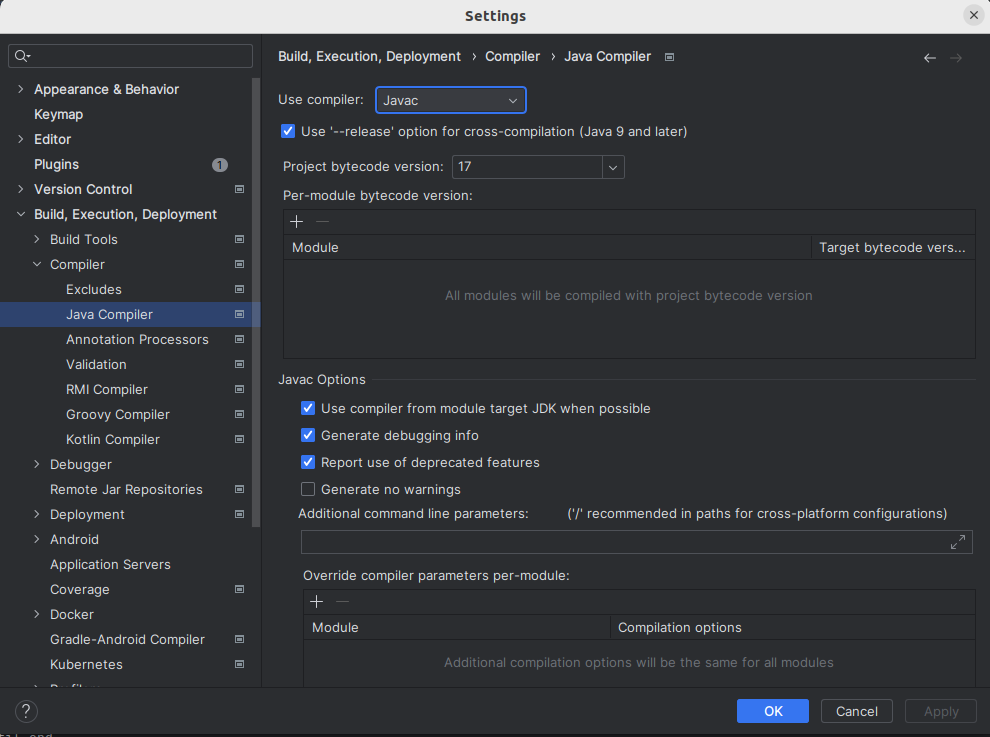 Settings
Build, Execution, Deployment › Compiler › Java Compiler
Appearance & Behavior
Keymap
Editor
Plugins 1
Version Control
Build, Execution, Deployment
Build Tools
Compiler
Excludes
Java Compiler
Annotation Processors
Validation
RMI Compiler
Groovy Compiler
Kotlin Compiler
Debugger
Remote Jar Repositories
Deployment
Android
Application Servers
Coverage
Docker
Gradle-Android Compiler
Kubernetes
Use compiler: Javac
Use '--release' option for cross-compilation (Java 9 and later)
Project bytecode version: 17
Per-module bytecode version:
Module Target bytecode vers...
All modules will be compiled with project bytecode version
Javac Options
Use compiler from module target JDK when possible
Generate debugging info
Report use of deprecated features
Generate no warnings
Additional command line parameters: ('/' recommended in paths for cross-platform configurations)
Override compiler parameters per-module:
Module Compilation options
Additional compilation options will be the same for all modules
? OK Cancel Apply